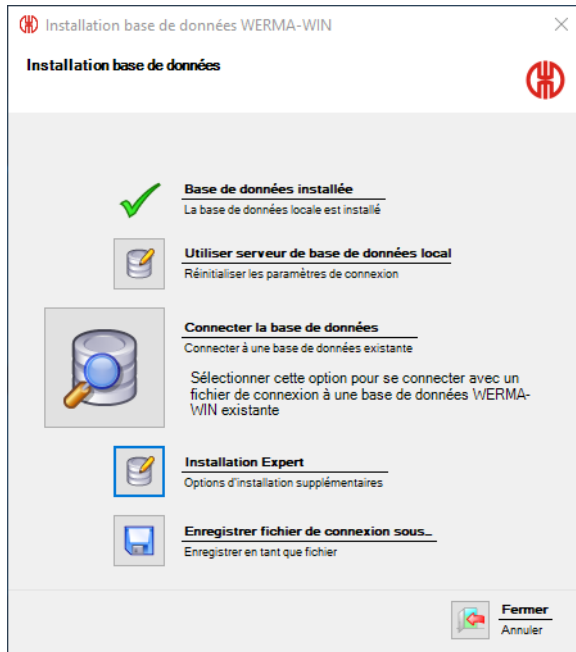 Installation base de données WERMA-WIN
Installation base de données
Base de données installée
La base de données locale est installé
Utiliser serveur de base de données local
Réinitialiser les paramètres de connexion
Connecter la base de données
Connecter à une base de données existante
Sélectionner cette option pour se connecter avec un
fichier de connexion à une base de données WERMA-
WIN existante
Installation Expert
Options d'installation supplémentaires
Enregistrer fichier de connexion sous...
Enregistrer en tant que fichier
Fermer
Annuler